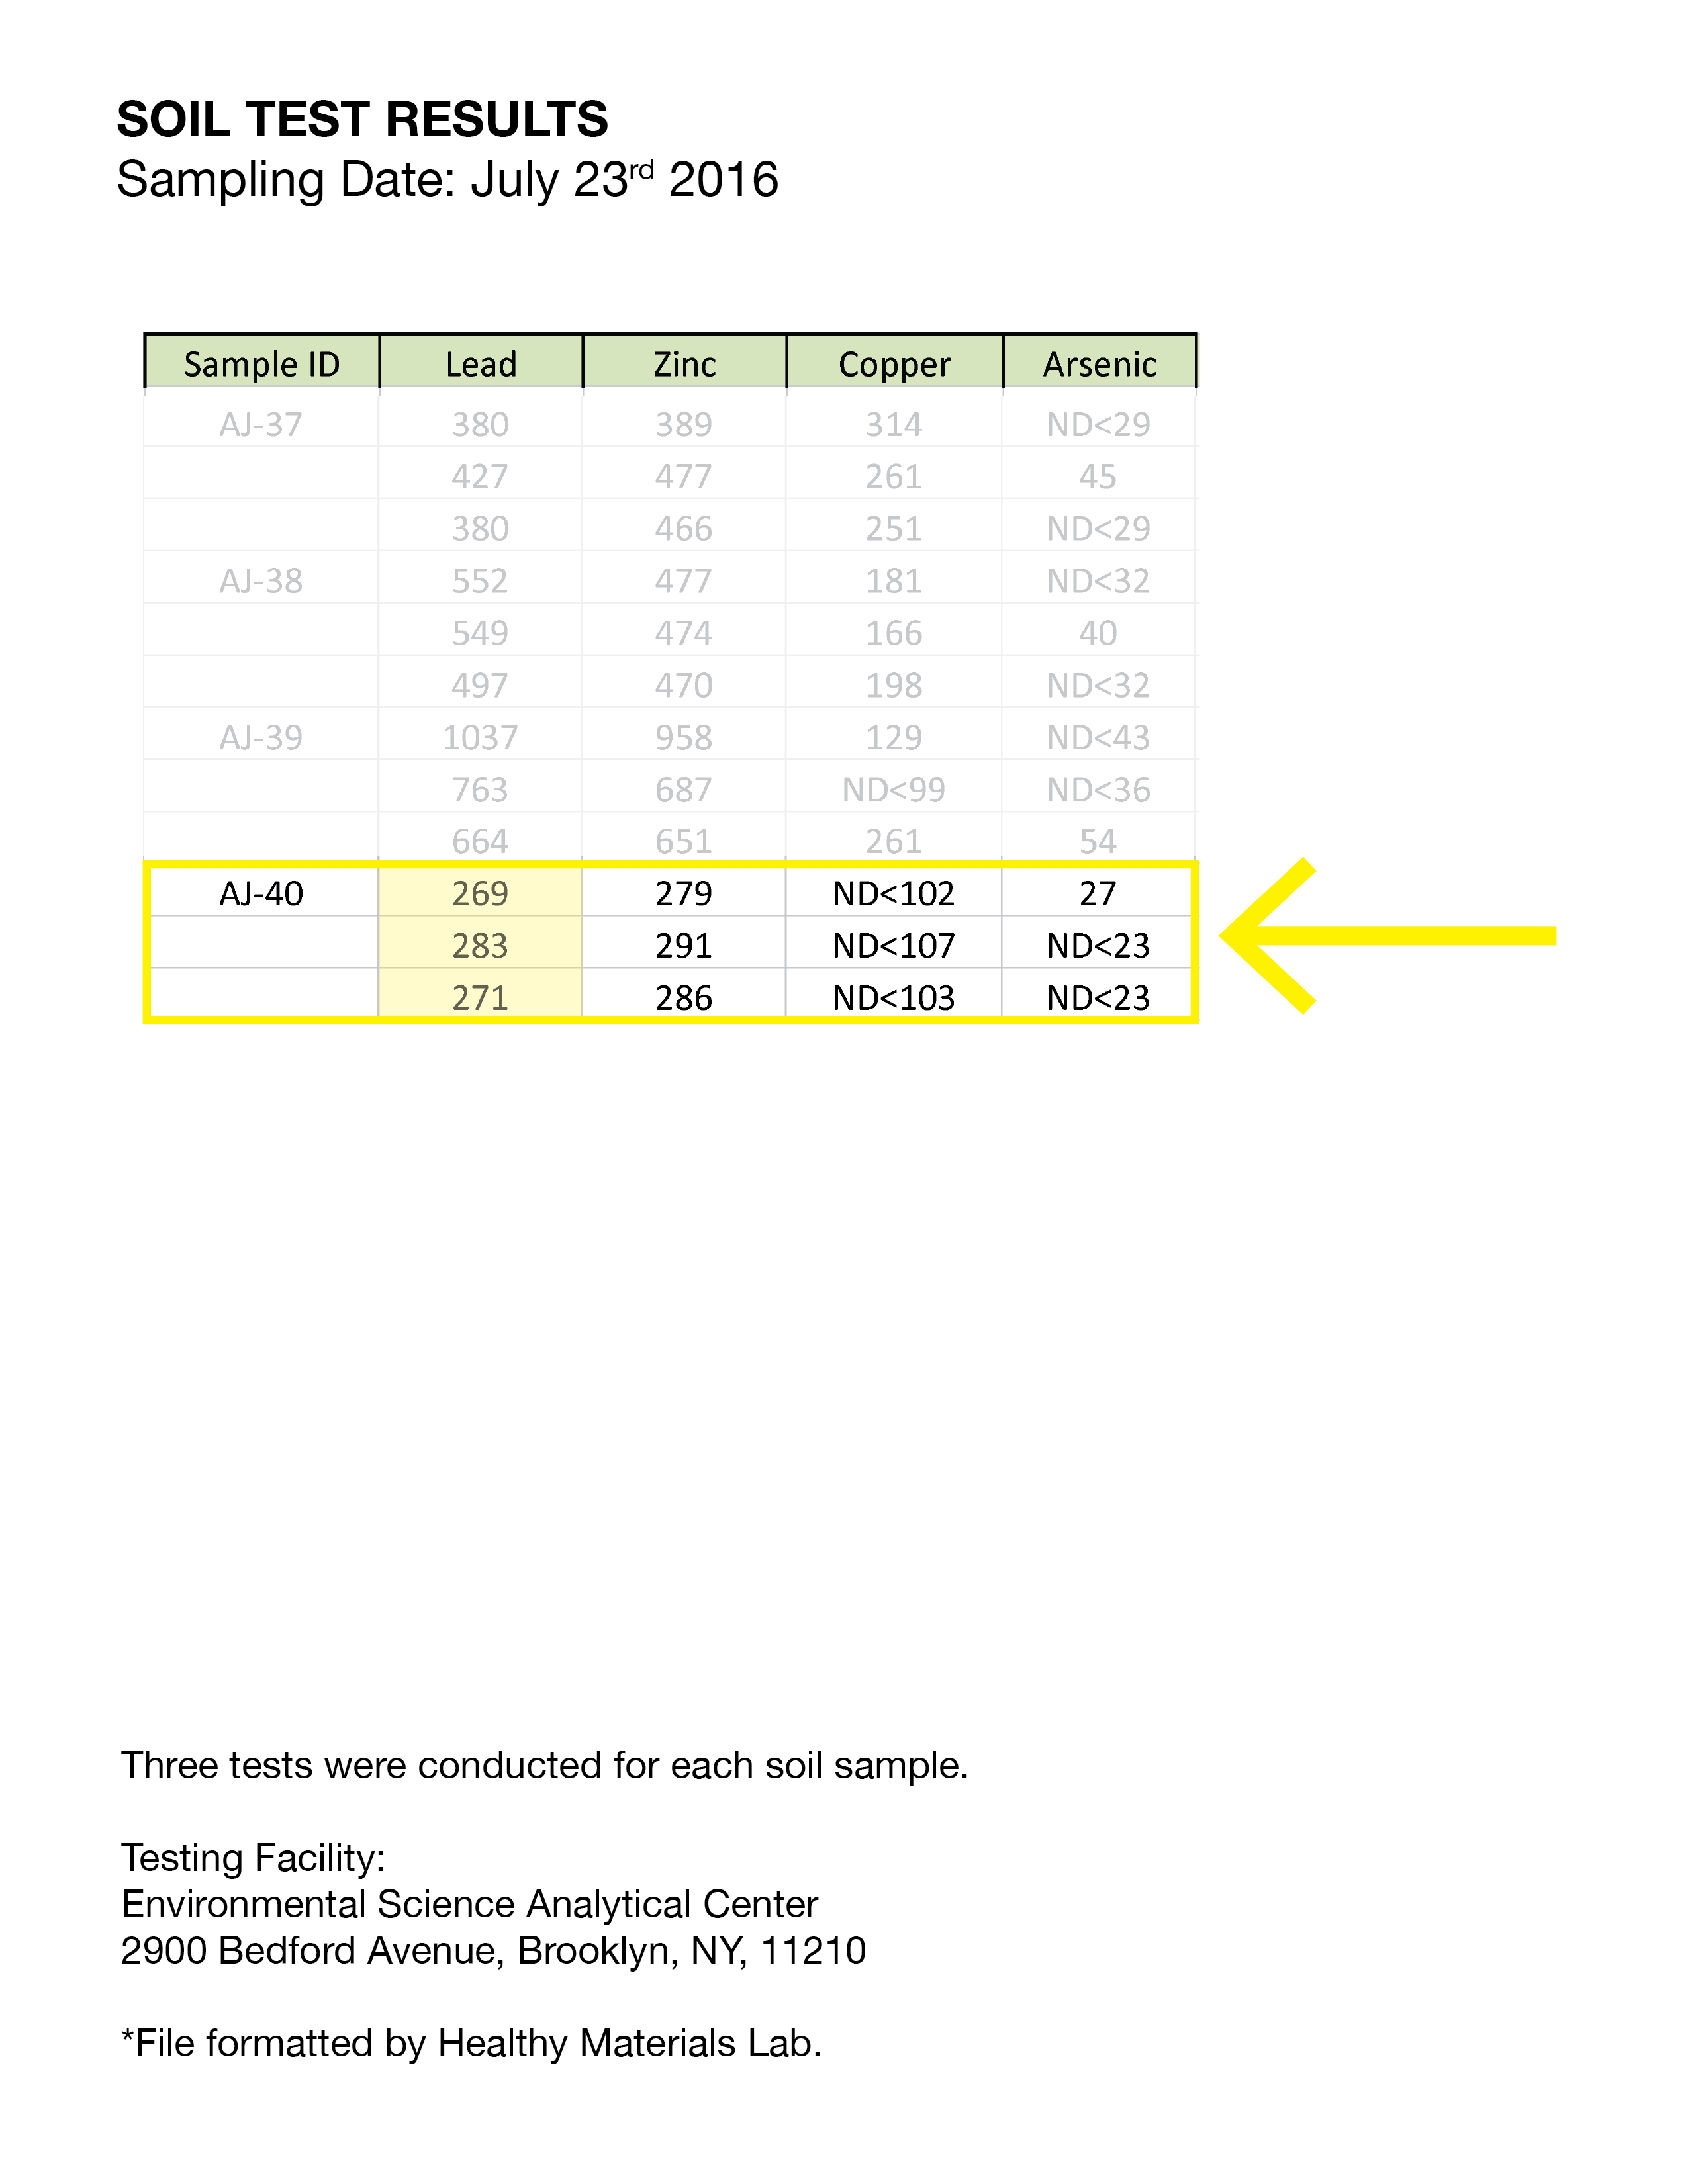 SOIL TEST RESULTS
Sampling Date: July 23rd 2016
Sample ID Lead Zinc Copper Arsenic
AJ-37 380 389 314 ND<29
427 477 261 45
380 466 251 ND<29
AJ-38 552 477 181 ND<32
549 474 166 40
497 470 198 ND<32
AJ-39 1037 958 129 ND<43
763 687 ND<99 ND<36
664 651 261 54
AJ-40 269 279 ND<102 27
283 291 ND<107 ND<23
271 286 ND<103 ND<23
Three tests were conducted for each soil sample.
Testing Facility:
Environmental Science Analytical Center
2900 Bedford Avenue, Brooklyn, NY, 11210
*File formatted by Healthy Materials Lab.